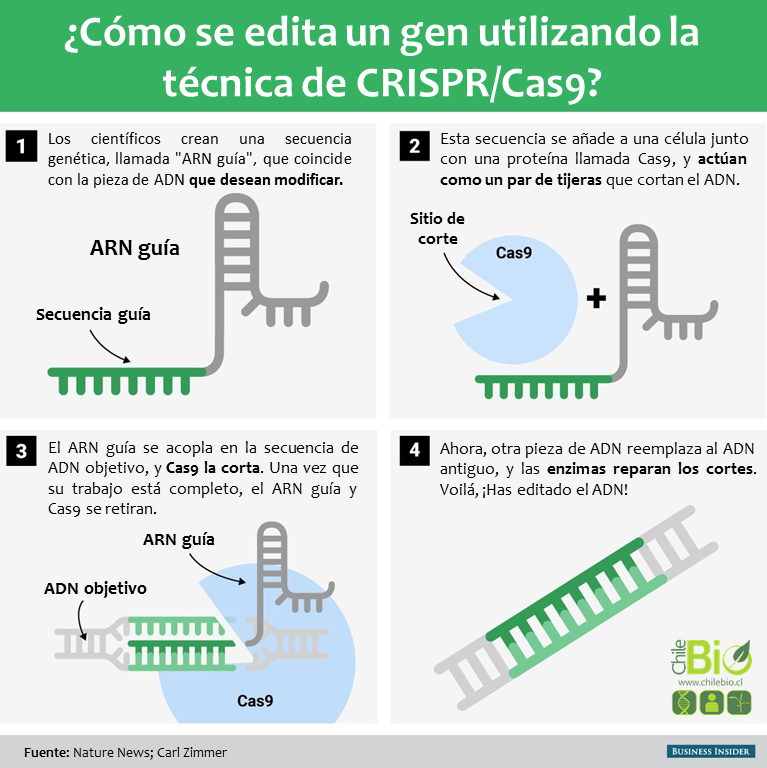 ¿Cómo se edita un gen utilizando la
técnica de CRISPR/Cas9?
1
Los científicos crean una secuencia
genética, llamada "ARN guía", que coincide
con la pieza de ADN que desean modificar.
ARN guía
Secuencia guía
2
Esta secuencia se añade a una célula junto
con una proteína llamada Cas9, y actúan
como un par de tijeras que cortan el ADN.
Sitio de
corte
Cas9
+
3
El ARN guía se acopla en la secuencia de
ADN objetivo, y Cas9 la corta. Una vez que
su trabajo está completo, el ARN guía y
Cas9 se retiran.
ARN guía
ADN objetivo
Cas9
4
Ahora, otra pieza de ADN reemplaza al ADN
antiguo, y las enzimas reparan los cortes.
Voilá, ¡Has editado el ADN!
Chile
Bio
www.chilebio.cl
Fuente: Nature News; Carl Zimmer
BUSINESS INSIDER